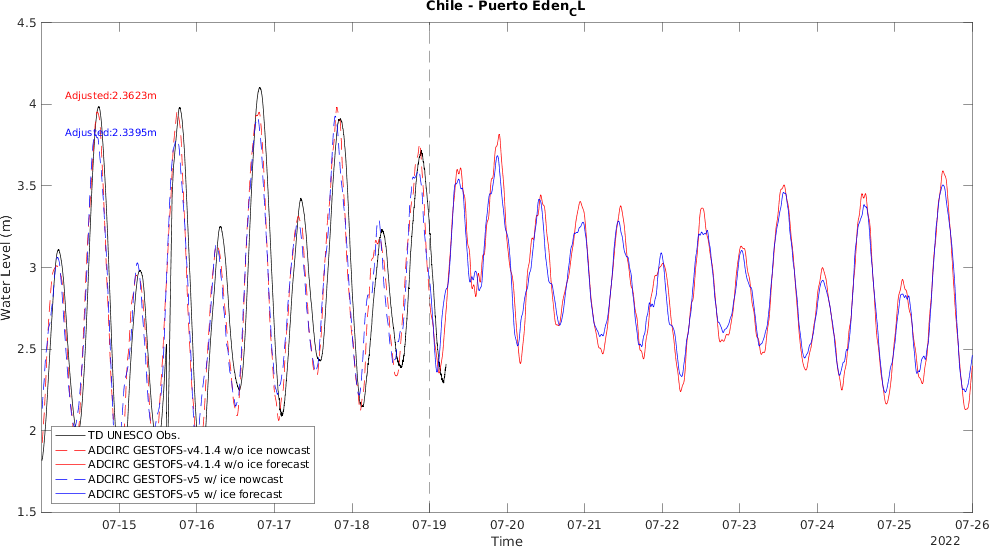 Chile - Puerto Eden_CL
4.5
4
3.5
3
2.5
2
1.5
Water Level (m)
Adjusted:2.3623m
Adjusted:2.3395m
TD UNESCO Obs.
ADCIRC GESTOFS-v4.1.4 w/o ice nowcast
ADCIRC GESTOFS-v4.1.4 w/o ice forecast
ADCIRC GESTOFS-v5 w/ ice nowcast
ADCIRC GESTOFS-v5 w/ ice forecast
07-15 07-16 07-17 07-18 07-19 07-20 07-21 07-22 07-23 07-24 07-25 07-26
Time
2022